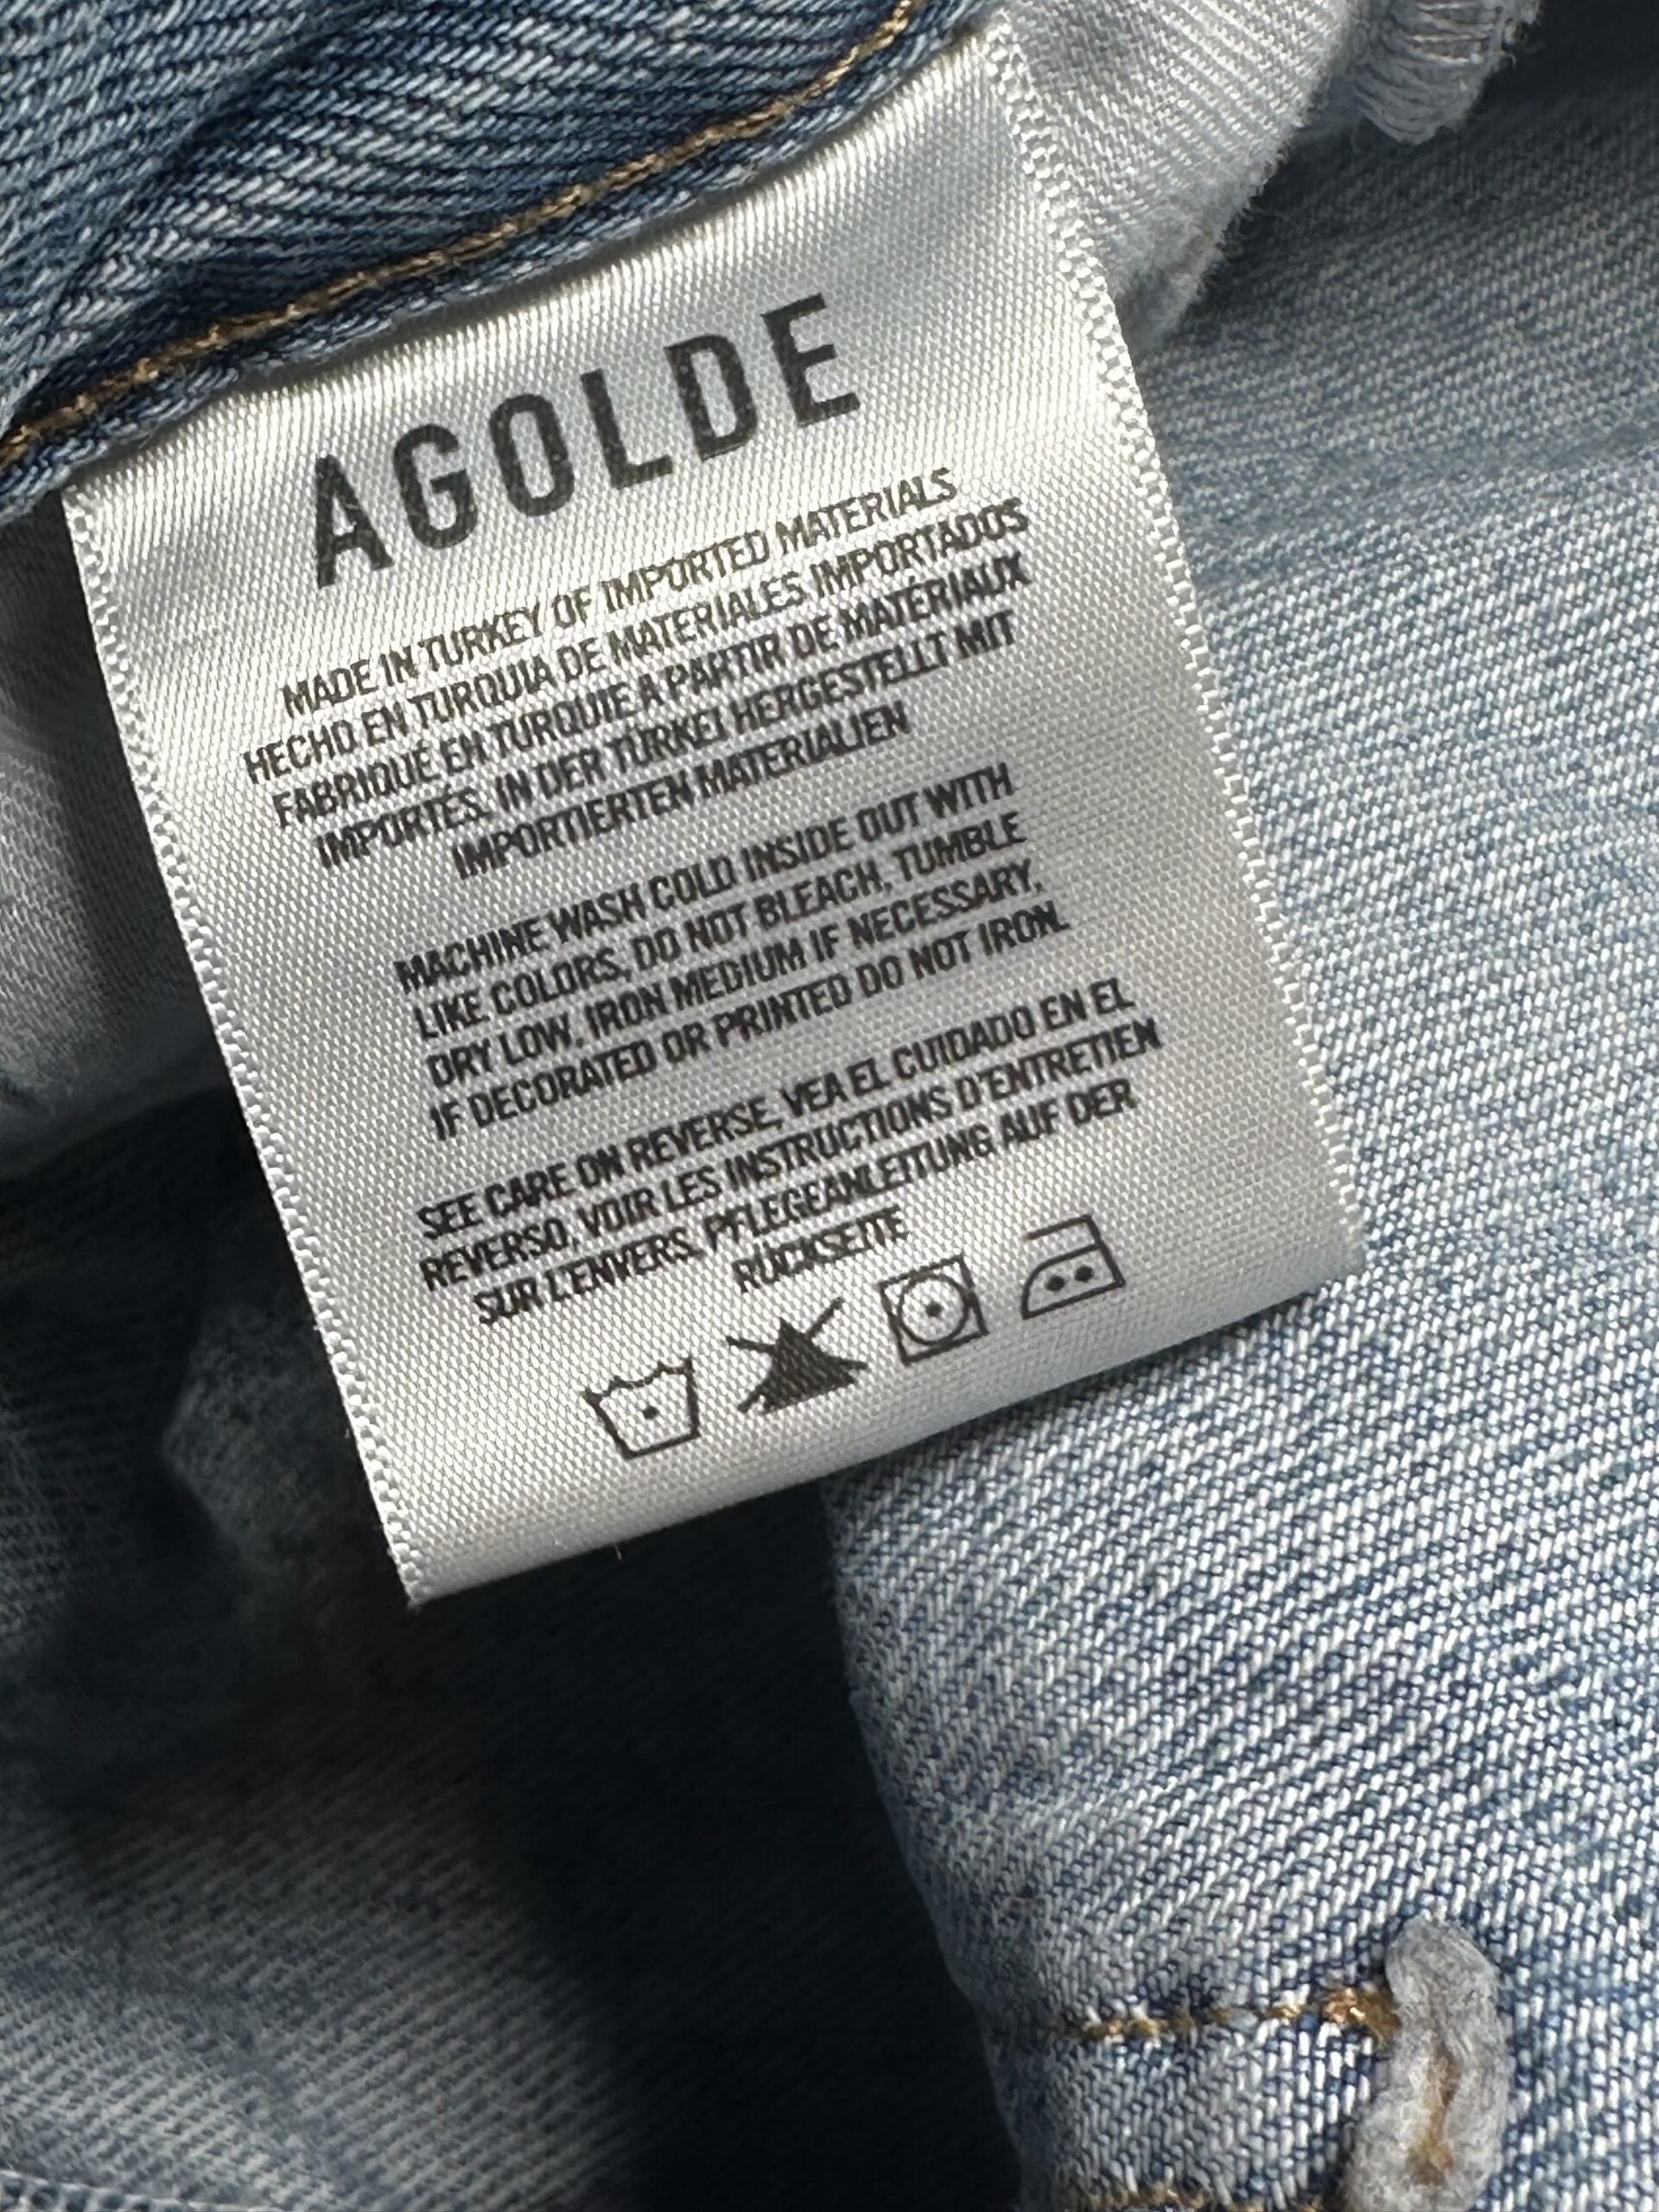 AGOLDE
MADE IN TURKEY OF IMPORTED MATERIALS
HECHO EN TURQUIA DE MATERIALES IMPORTADOS
FABRIQUÉ EN TURQUIE A PARTIR DE MATÉRIAUX
IMPORTÉS, IN DER TÜRKEI HERGESTELLT MIT
IMPORTIERTEN MATERIALIEN
MACHINE WASH COLD INSIDE OUT WITH
LIKE COLORS, DO NOT BLEACH, TUMBLE
DRY LOW, IRON MEDIUM IF NECESSARY,
IF DECORATED OR PRINTED DO NOT IRON.
SEE CARE ON REVERSE, VEA EL CUIDADO EN EL
REVERSO, VOIR LES INSTRUCTIONS D'ENTRETIEN
SUR L'ENVERS, PFLEGEANLEITUNG AUF DER
RÜCKSEITE